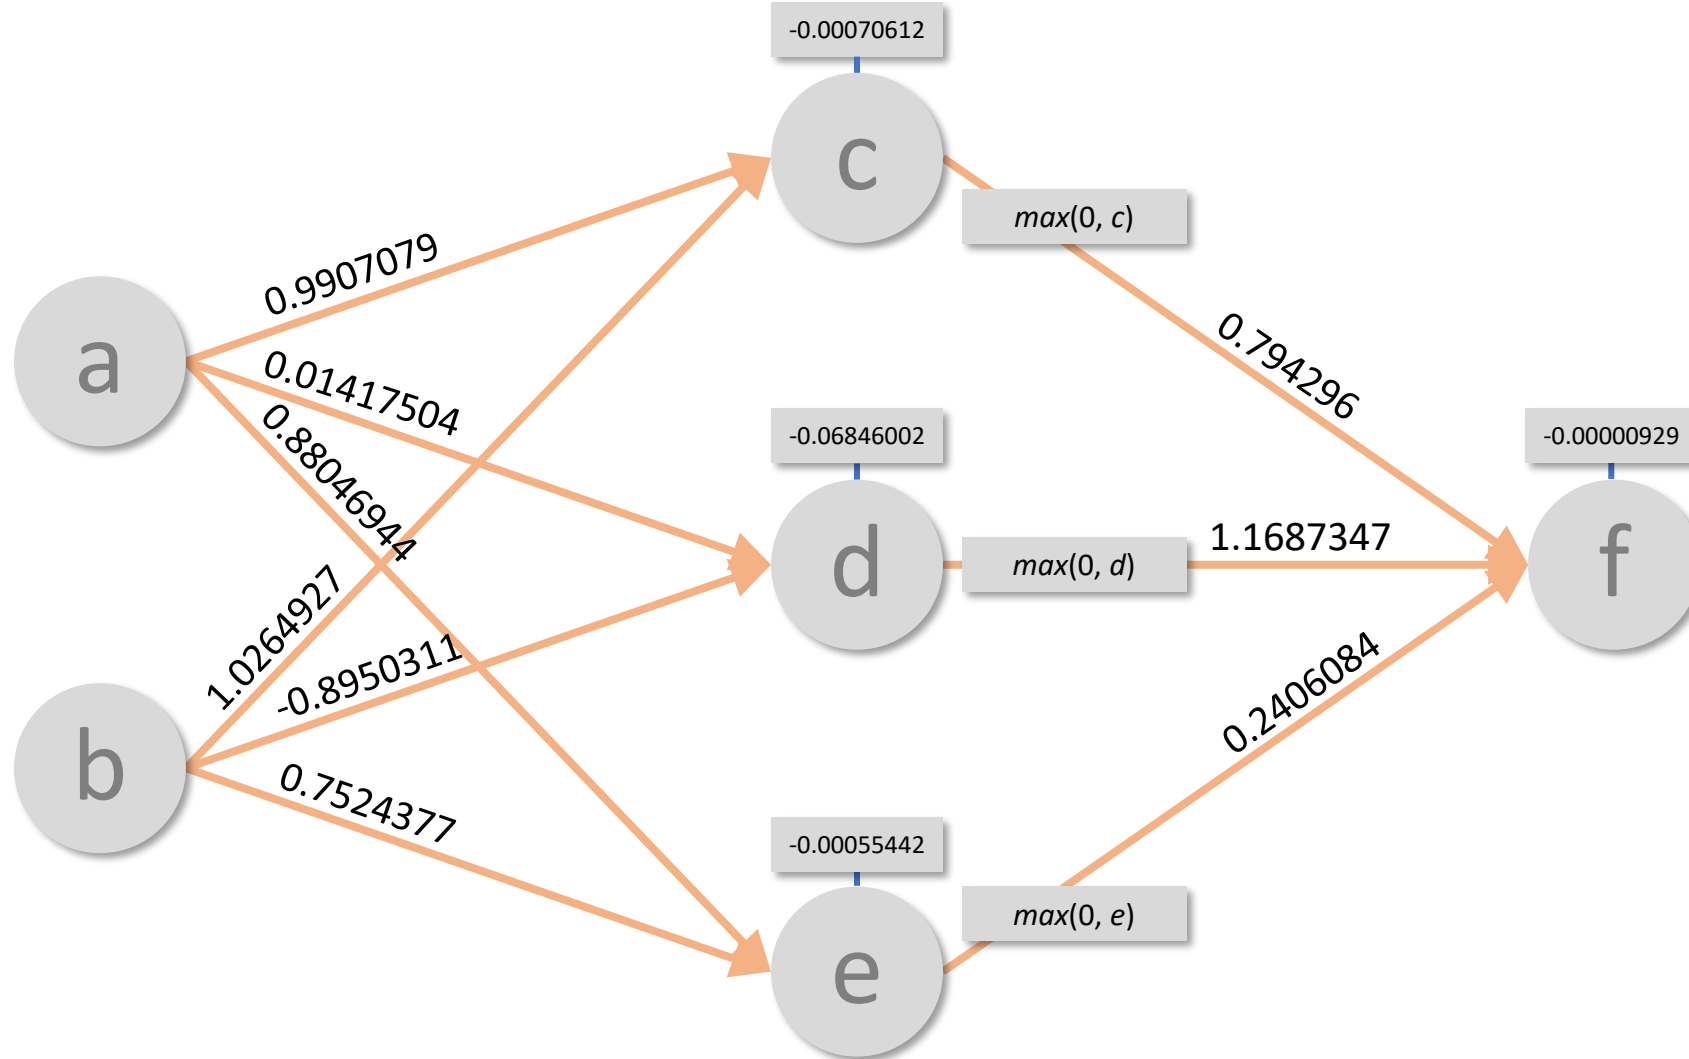 -0.00070612
c
max(0, c)
0.9907079
a
0.01417504
0.88046944
0.794296
-0.06846002
-0.00000929
d
max(0, d)
1.1687347
f
1.0264927
-0.8950311
b
0.7524377
0.2406084
-0.00055442
e
max(0, e)